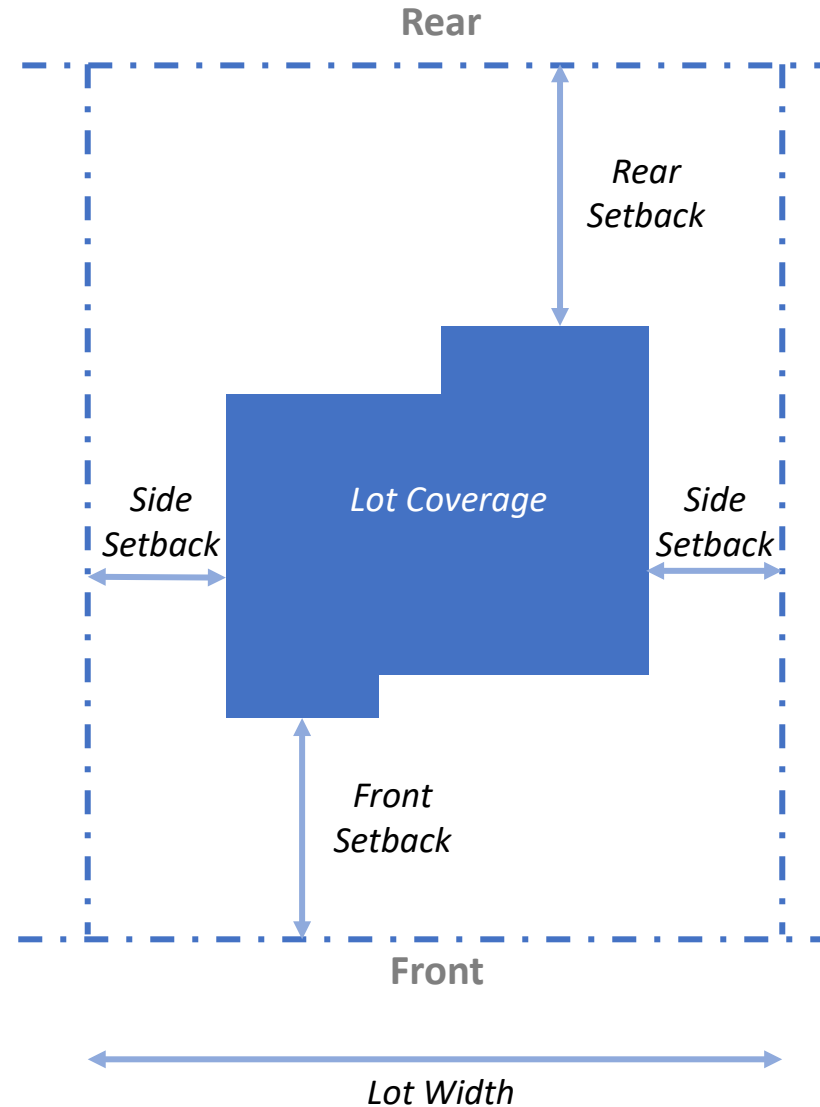 Rear
Rear
Setback
Side
Setback
Lot Coverage
Side
Setback
Front
Setback
Front
Lot Width